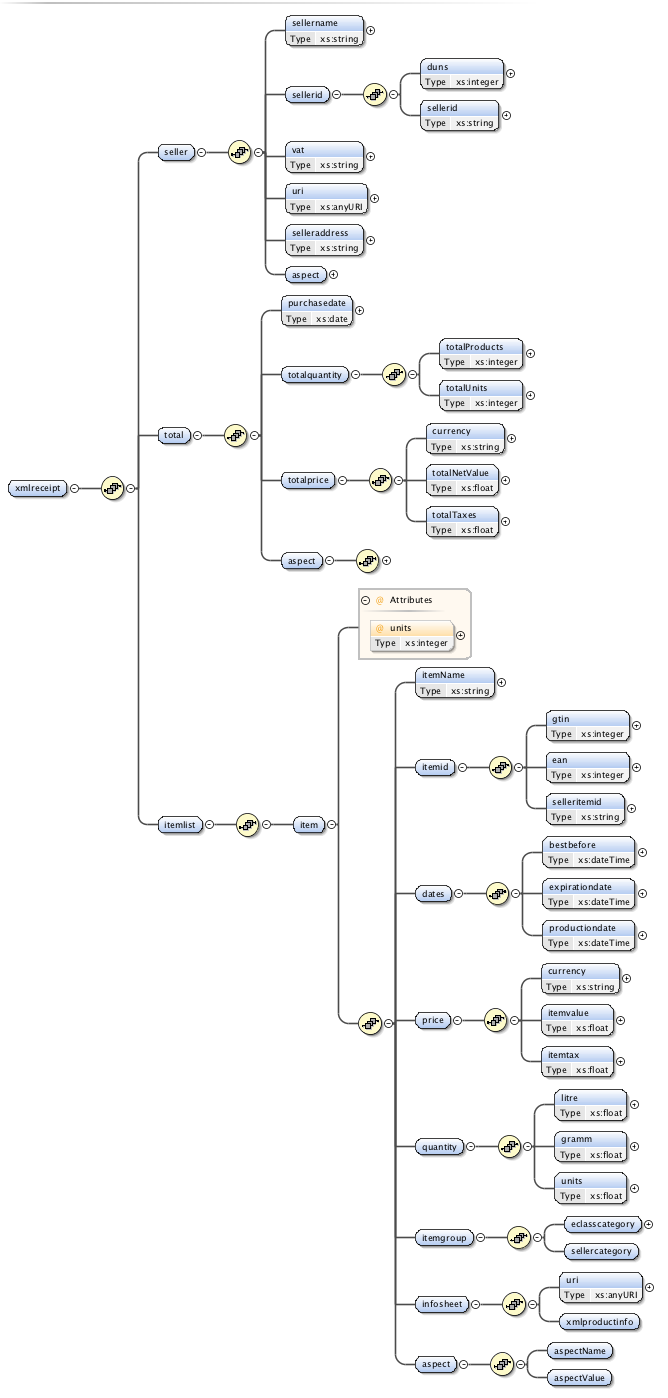 sellername
Type xs:string
duns
Type xs:integer
sellerid
sellerid
Type xs:string
seller
vat
Type xs:string
uri
Type xs:anyURI
selleraddress
Type xs:string
aspect
purchasedate
Type xs:date
totalProducts
Type xs:integer
totalquantity
totalUnits
Type xs:integer
total
currency
Type xs:string
totalprice
totalNetValue
Type xs:float
xmlreceipt
totalTaxes
Type xs:float
aspect
@ Attributes
@ units
Type xs:integer
itemName
Type xs:string
gtin
Type xs:integer
itemid
ean
Type xs:integer
selleritemid
Type xs:string
itemlist
item
bestbefore
Type xs:dateTime
dates
expirationdate
Type xs:dateTime
productiondate
Type xs:dateTime
currency
Type xs:string
price
itemvalue
Type xs:float
itemtax
Type xs:float
litre
Type xs:float
quantity
gramm
Type xs:float
units
Type xs:float
eclasscategory
itemgroup
sellercategory
uri
Type xs:anyURI
infosheet
xmlproductinfo
aspectName
aspect
aspectValue